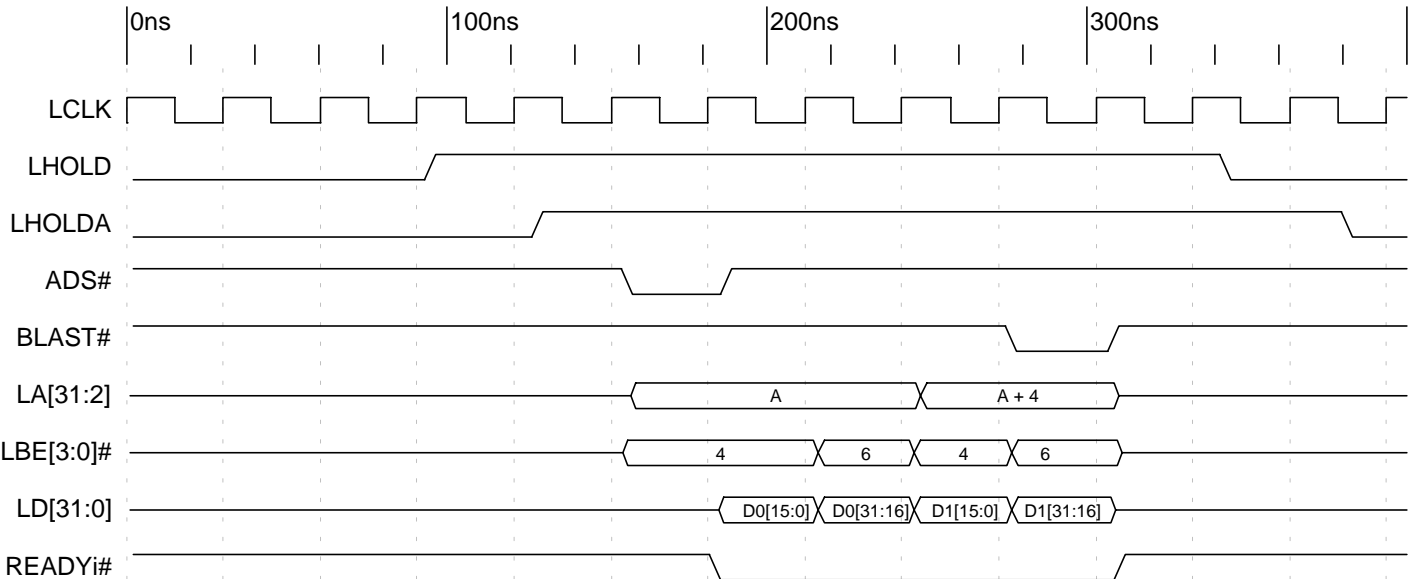 0ns 100ns 200ns 300ns
LCLK
LHOLD
LHOLDA
ADS#
BLAST#
LA[31:2] A A + 4
LBE[3:0]# 4 6 4 6
LD[31:0] D0[15:0] D0[31:16] D1[15:0] D1[31:16]
READYi#